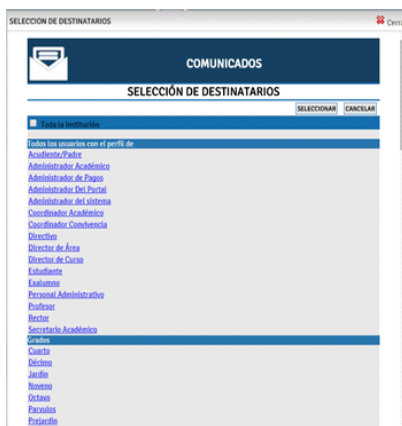 SELECCION DE DESTINATARIOS
Cerra
COMUNICADOS
SELECCIÓN DE DESTINATARIOS
SELECCIONAR CANCELAR
Toda la Institución
Todos los usuarios con el perfil de
Acudiente/Padre
Administrador Académico
Administrador de Pagos
Administrador Del Portal
Administrador del sistema
Coordinador Académico
Coordinador Convivencia
Directivo
Director de Área
Director de Curso
Estudiante
Exalumno
Personal Administrativo
Profesor
Rector
Secretario Académico
Grados
Cuarto
Décimo
Jardín
Noveno
Octavo
Parvulos
Prejardín